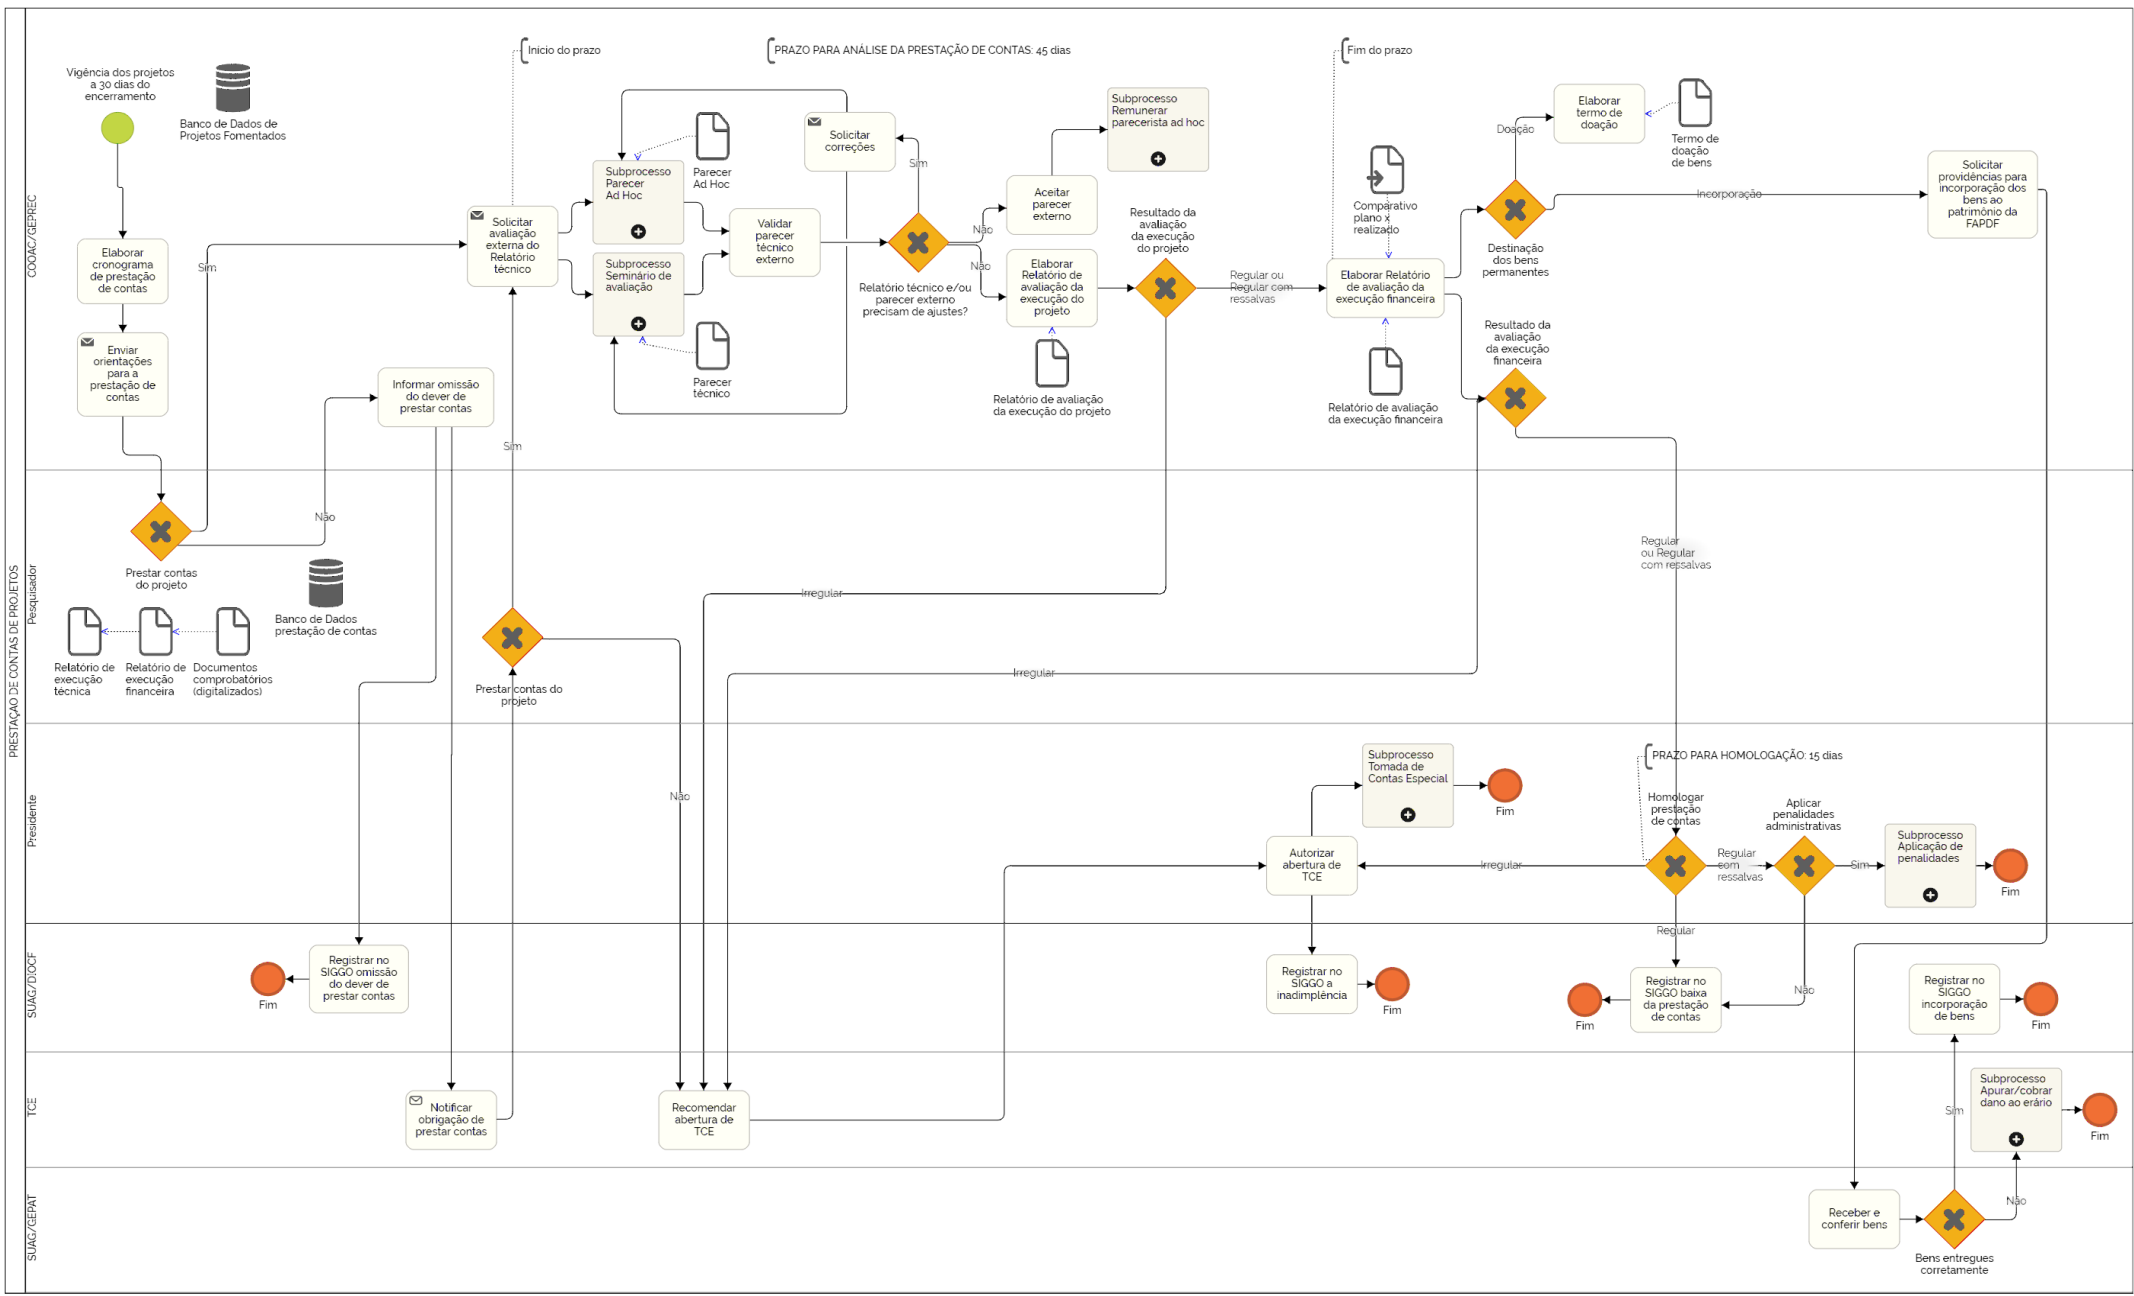 PRESTAÇÃO DE CONTAS DE PROJETOS
COOAC/GEPREC
Vigência dos projetos
a 30 dias do
encerramento
Banco de Dados de
Projetos Fomentados
Elaborar
cronograma
de prestação
de contas
Enviar
orientações
para a
prestação de
contas
Sim
Informar omissão
do dever de
prestar contas
Início do prazo
Solicitar
avaliação
externa do
Relatório
técnico
Sim
PRAZO PARA ANÁLISE DA PRESTAÇÃO DE CONTAS: 45 dias
Subprocesso
Parecer
Ad Hoc
Parecer
Ad Hoc
Subprocesso
Seminário de
avaliação
Parecer
técnico
Validar
parecer
técnico
externo
Solicitar
correções
Sim
Relatório técnico e/ou
parecer externo
precisam de ajustes?
Não
Não
Aceitar
parecer
externo
Subprocesso
Remunerar
parecerista ad hoc
Elaborar
Relatório de
avaliação da
execução do
projeto
Relatório de avaliação
da execução do projeto
Resultado da
avaliação
da execução
do projeto
Regular ou
Regular com
ressalvas
Fim do prazo
Comparativo
plano x
realizado
Elaborar Relatório
de avaliação da
execução financeira
Relatório de avaliação
da execução financeira
Doação
Elaborar
termo de
doação
Termo de
doação
de bens
Destinação
dos bens
permanentes
Incorporação
Solicitar
providências para
incorporação dos
bens ao
patrimônio da
FAPDF
Resultado da
avaliação
da execução
financeira
Pesquisador
Não
Prestar contas
do projeto
Banco de Dados
prestação de contas
Relatório de
execução
técnica
Relatório de
execução
financeira
Documentos
comprobatórios
(digitalizados)
Prestar contas do
projeto
Irregular
Irregular
Regular
ou Regular
com ressalvas
Presidente
Não
Subprocesso
Tomada de
Contas Especial
Fim
Autorizar
abertura de
TCE
Irregular
PRAZO PARA HOMOLOGAÇÃO: 15 dias
Homologar
prestação
de contas
Regular
com
ressalvas
Aplicar
penalidades
administrativas
Sim
Subprocesso
Aplicação de
penalidades
Fim
SUAG/DIOCF
Fim
Registrar no
SIGGO omissão
do dever de
prestar contas
Registrar no
SIGGO a
inadimplência
Fim
Regular
Fim
Registrar no
SIGGO baixa
da prestação
de contas
Não
Registrar no
SIGGO
incorporação
de bens
Fim
TCE
Notificar
obrigação de
prestar contas
Recomendar
abertura de
TCE
Sim
Subprocesso
Apurar/cobrar
dano ao erário
Fim
SUAG/GEPAT
Receber e
conferir bens
Não
Bens entregues
corretamente